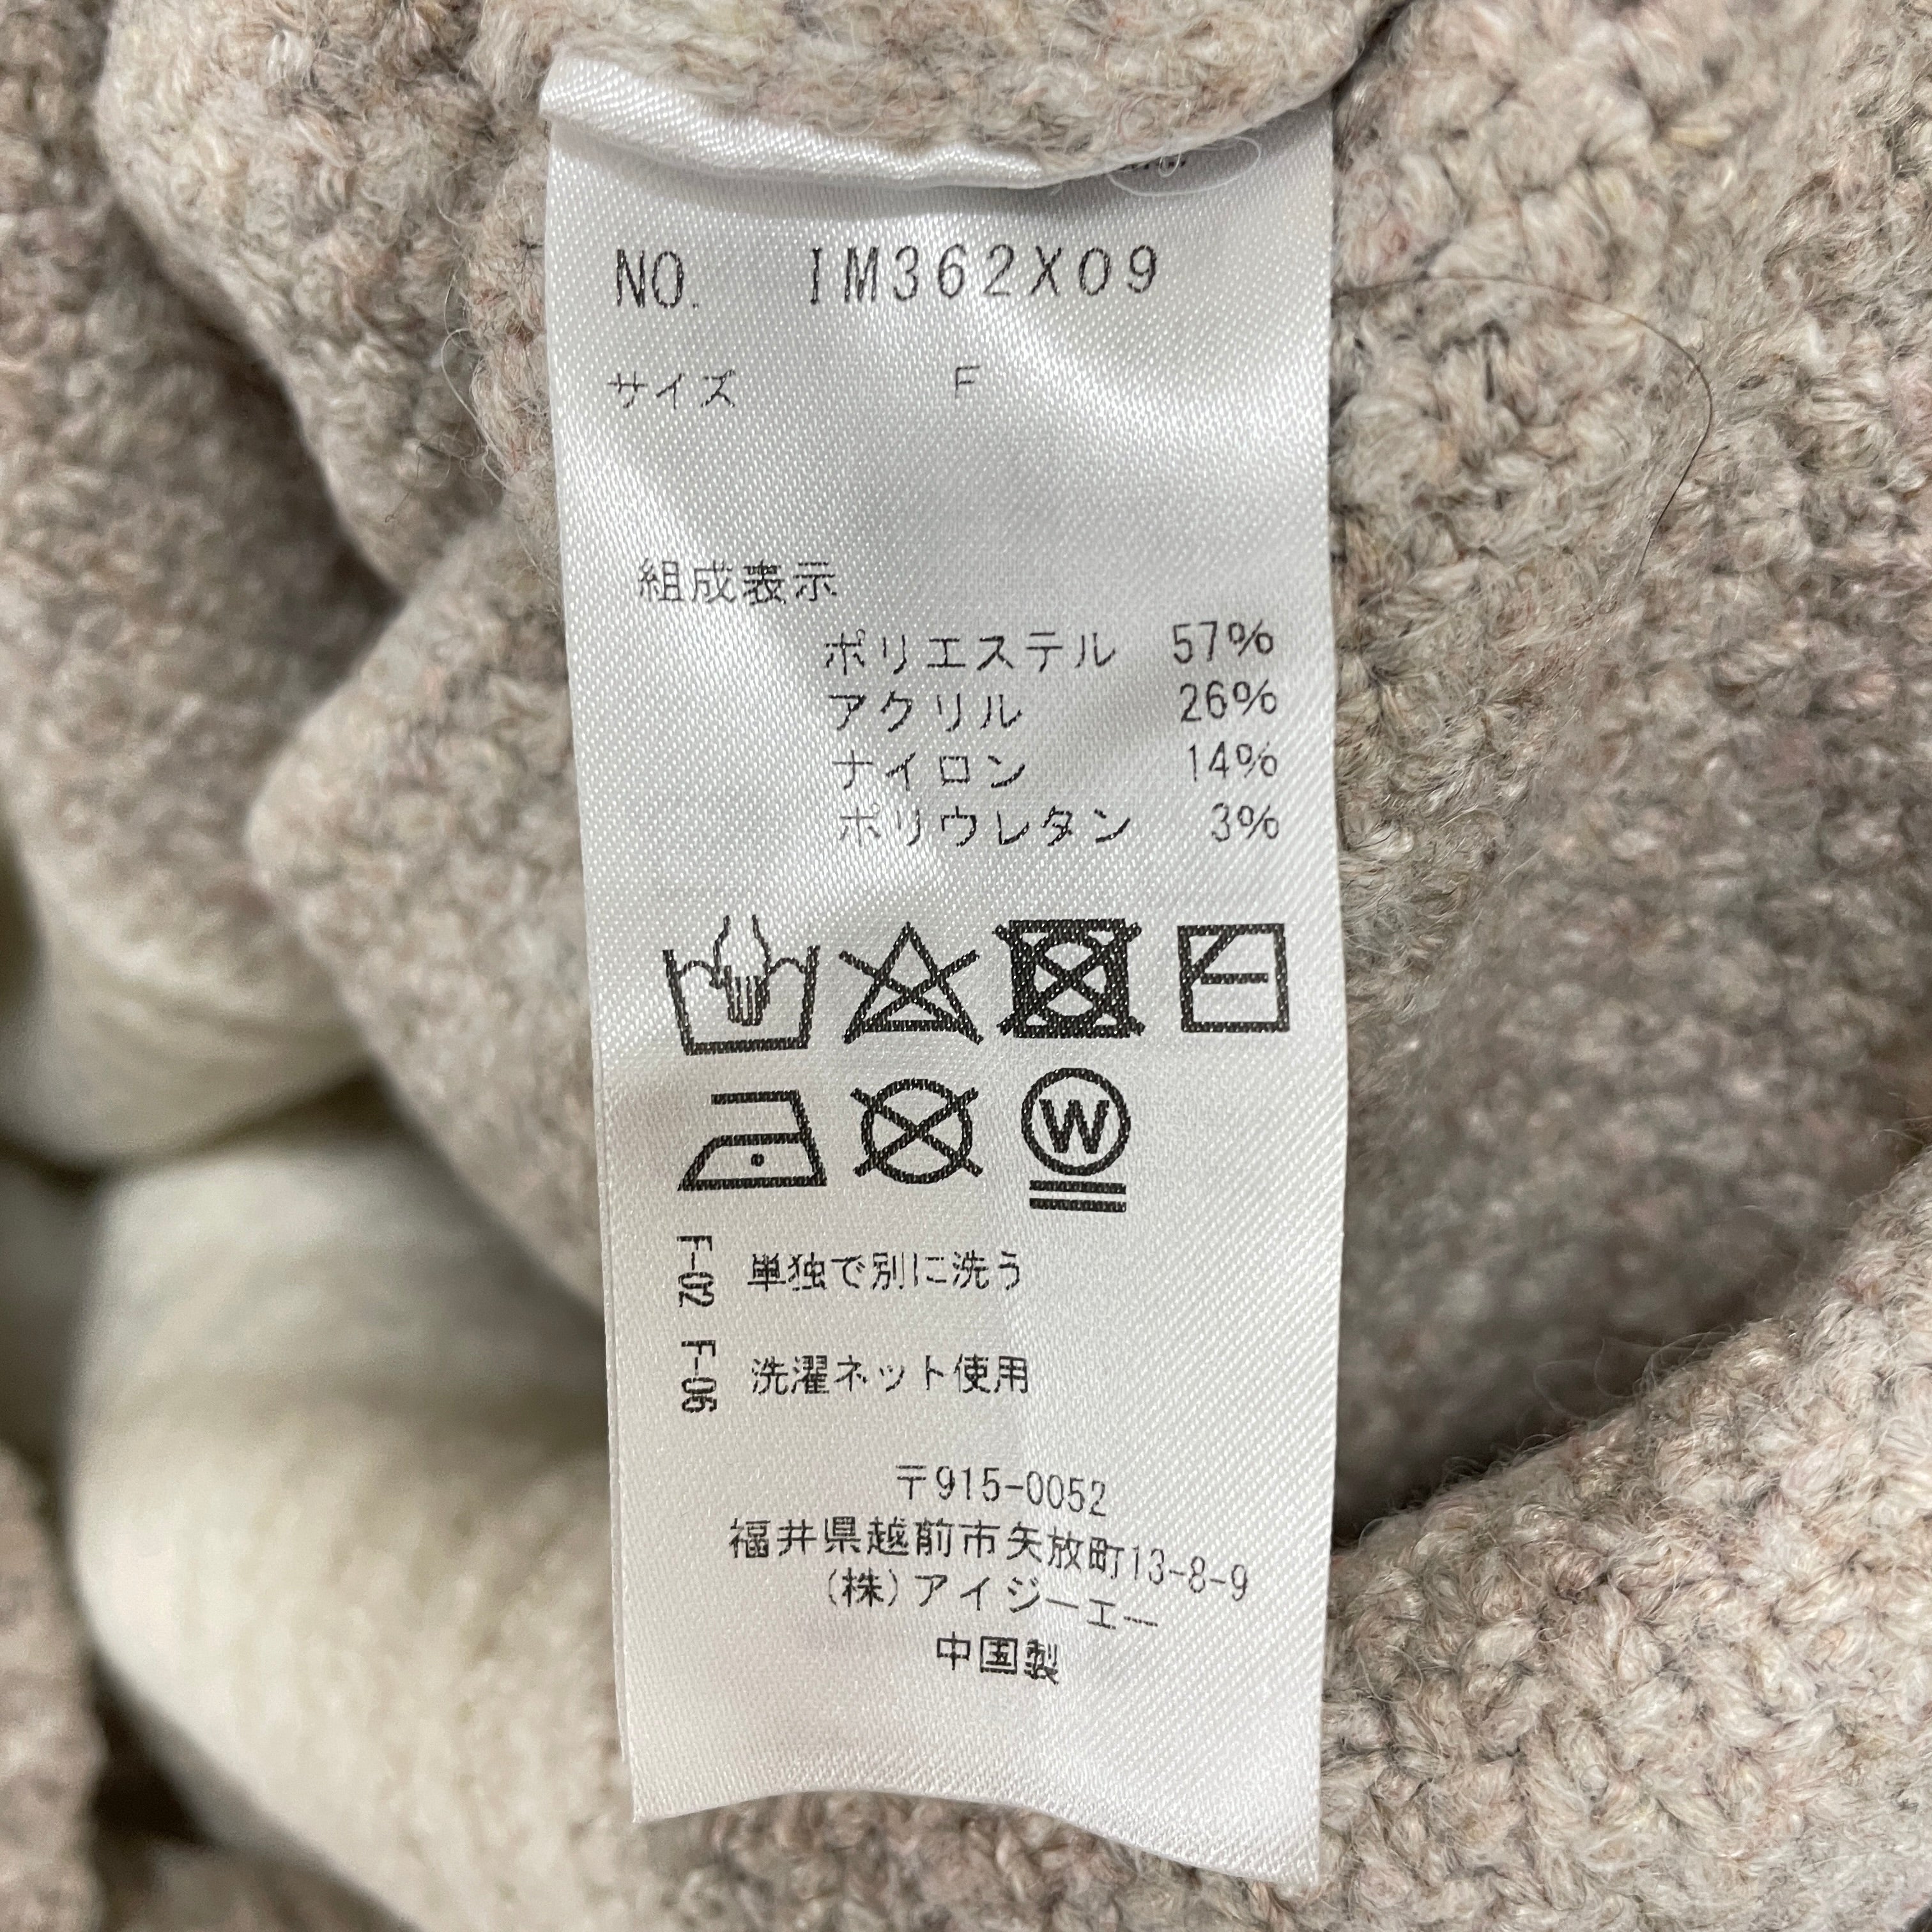 NO. IM362X09
サイズ F
組成表示
ポリエステル 57%
アクリル 26%
ナイロン 14%
ポリウレタン 3%
W
F-02 単独で別に洗う
F-06 洗濯ネット使用
〒915-0052
福井県越前市矢放町13-8-9
(株)アイジーエー
中国製